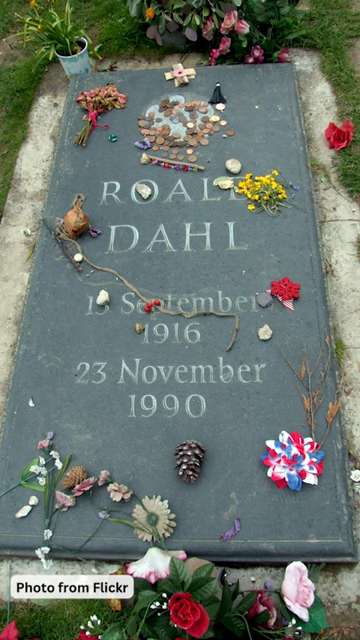 ROALD
DAHL
13 September
1916
23 November
1990
Photo from Flickr